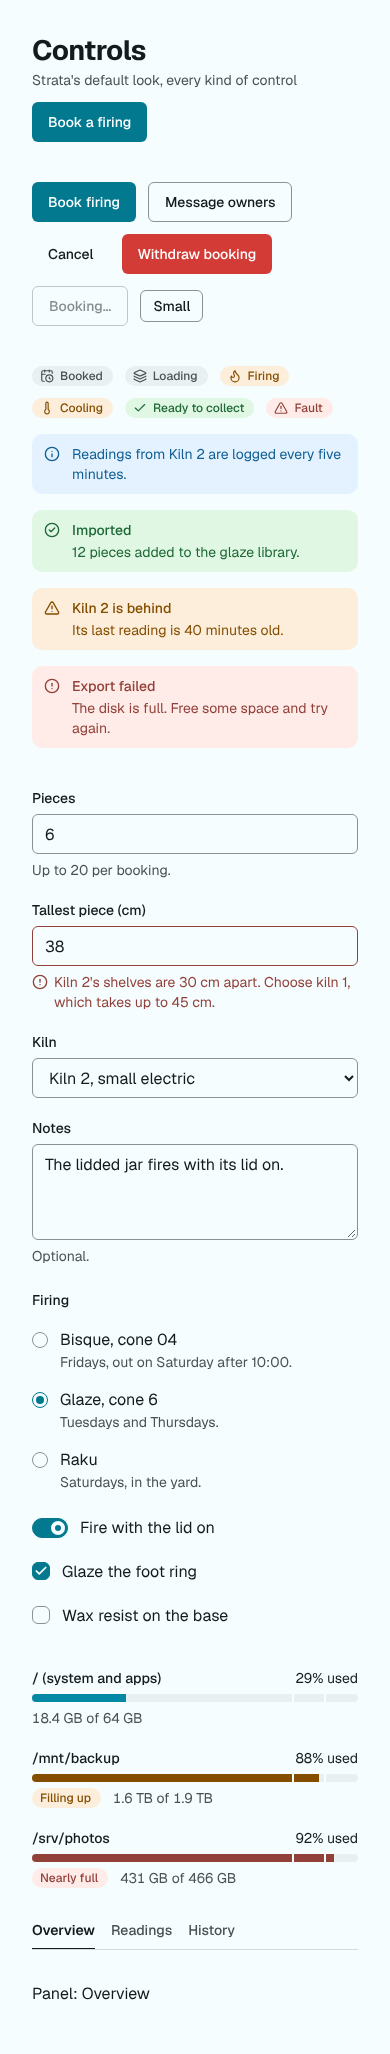 Controls
Strata's default look, every kind of control
Book a firing
Book firing
Message owners
Cancel
Withdraw booking
Booking…
Small
Booked
Loading
Firing
Cooling
Ready to collect
Fault
Readings from Kiln 2 are logged every five
minutes.
Imported
12 pieces added to the glaze library.
Kiln 2 is behind
Its last reading is 40 minutes old.
Export failed
The disk is full. Free some space and try
again.
Pieces
6
Up to 20 per booking.
Tallest piece (cm)
38
Kiln 2's shelves are 30 cm apart. Choose kiln 1,
which takes up to 45 cm.
Kiln
Kiln 2, small electric
Notes
The lidded jar fires with its lid on.
Optional.
Firing
Bisque, cone 04
Fridays, out on Saturday after 10:00.
Glaze, cone 6
Tuesdays and Thursdays.
Raku
Saturdays, in the yard.
Fire with the lid on
Glaze the foot ring
Wax resist on the base
/ (system and apps)
29% used
18.4 GB of 64 GB
/mnt/backup
88% used
Filling up
1.6 TB of 1.9 TB
/srv/photos
92% used
Nearly full
431 GB of 466 GB
Overview
Readings
History
Panel: Overview